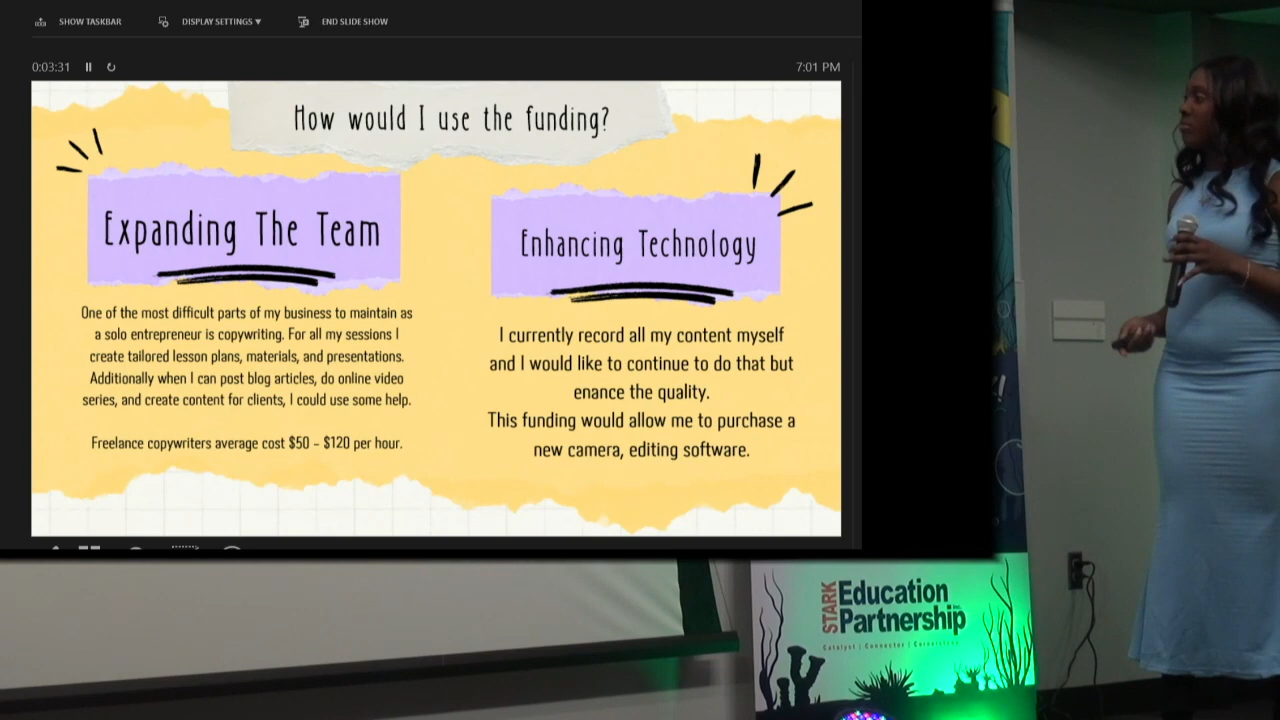 SHOW TASKBAR
DISPLAY SETTINGS ▼
END SLIDE SHOW
0:03:31
7:01 PM
How would I use the funding?
Expanding The Team
One of the most difficult parts of my business to maintain as
a solo entrepreneur is copywriting. For all my sessions I
create tailored lesson plans, materials, and presentations.
Additionally when I can post blog articles, do online video
series, and create content for clients, I could use some help.
Freelance copywriters average cost $50 - $120 per hour.
Enhancing Technology
I currently record all my content myself
and I would like to continue to do that but
enance the quality.
This funding would allow me to purchase a
new camera, editing software.
STARK
Education
Partnership inc.
Catalyst | Connector |